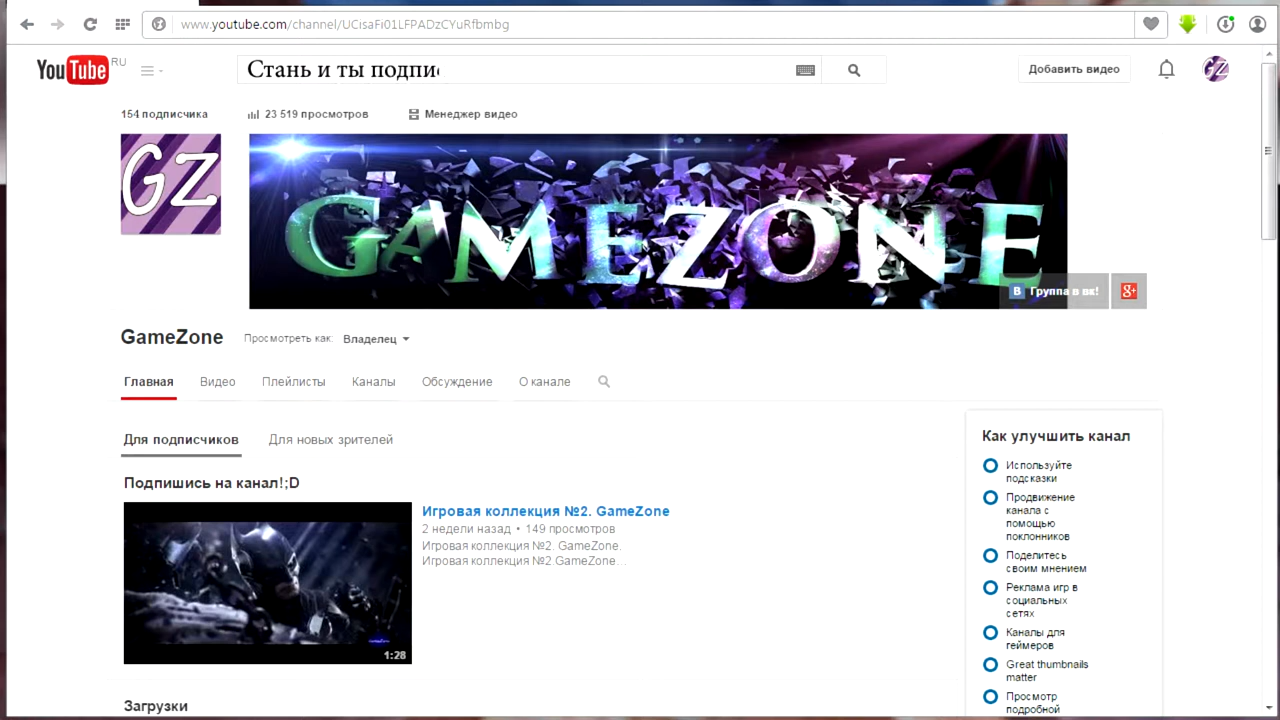 www.youtube.com/channel/UCisaFi01LFPADzCYuRfbmbg
YouTube RU
Стань и ты подпи
Добавить видео
GZ
154 подписчика
23 519 просмотров
Менеджер видео
GZ
GAMEZONE
В Группа в вк!
g+
GameZone
Просмотреть как: Владелец
Главная
Видео
Плейлисты
Каналы
Обсуждение
О канале
Для подписчиков
Для новых зрителей
Подпишись на канал!;D
1:28
Игровая коллекция №2. GameZone
2 недели назад • 149 просмотров
Игровая коллекция №2. GameZone.
Игровая коллекция №2.GameZone...
Загрузки
Как улучшить канал
Используйте
подсказки
Продвижение
канала с
помощью
поклонников
Поделитесь
своим мнением
Реклама игр в
социальных
сетях
Каналы для
геймеров
Great thumbnails
matter
Просмотр
подробной